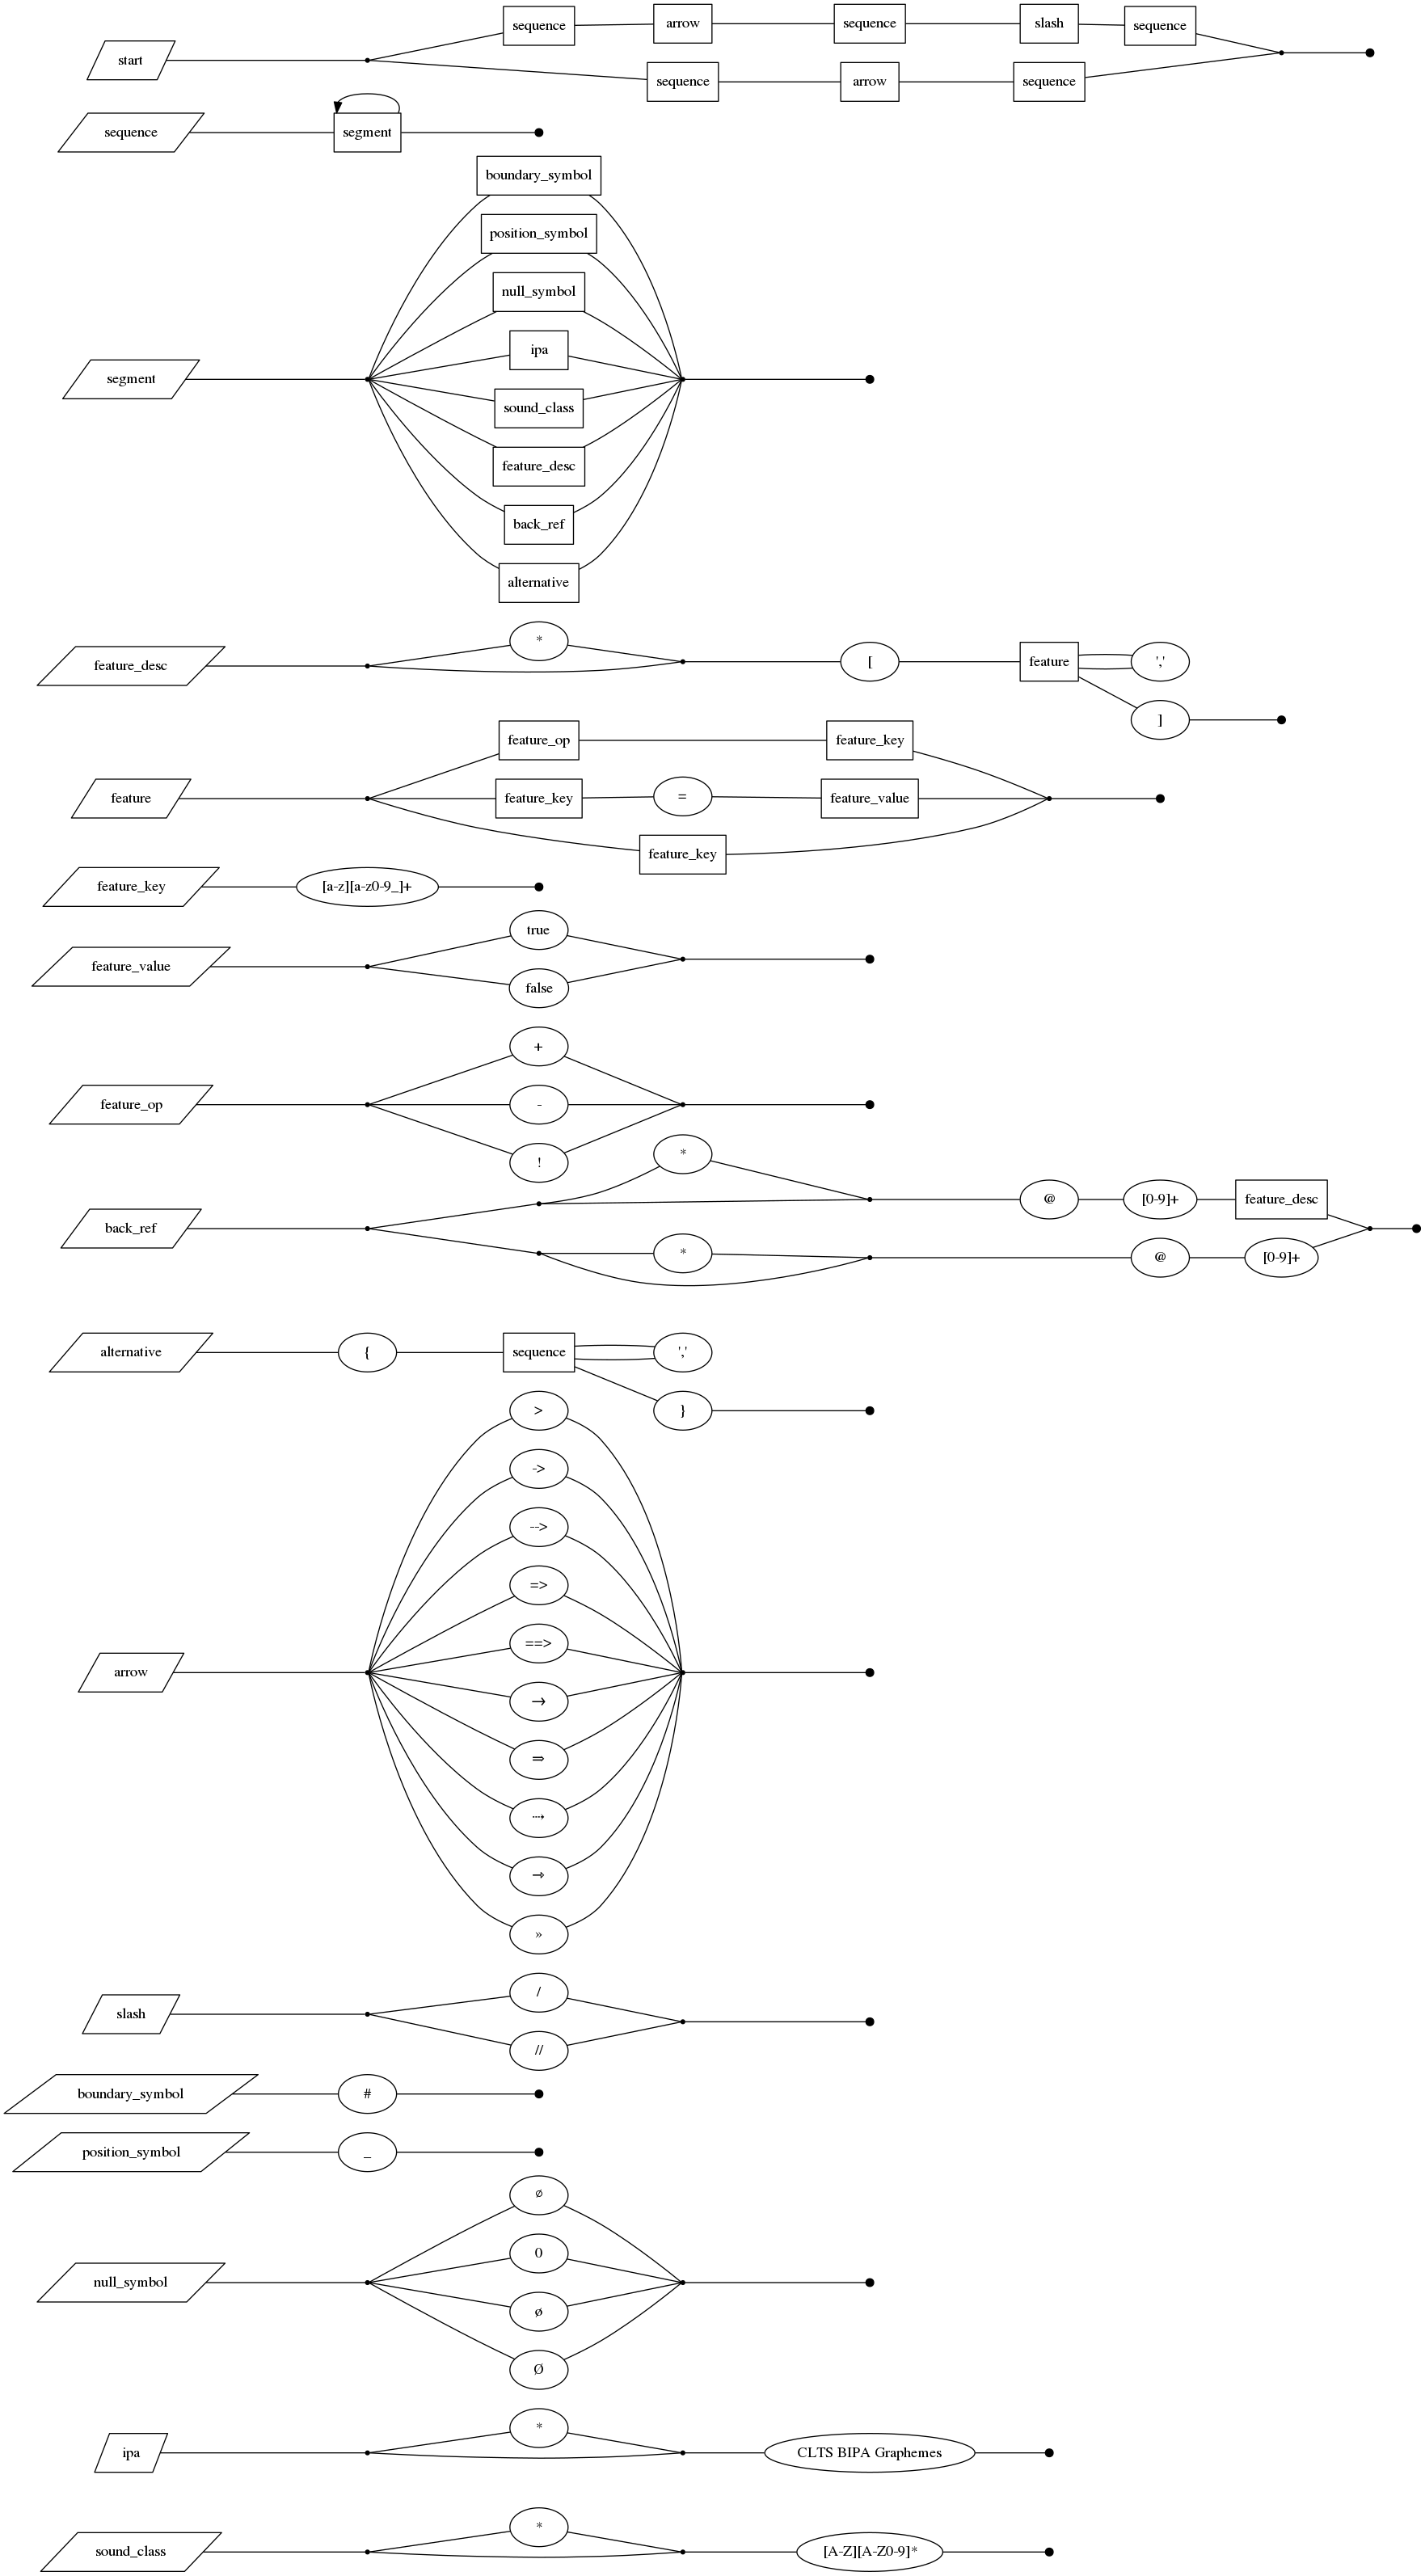 start sequence arrow sequence slash sequence
sequence arrow sequence
sequence segment
segment
boundary_symbol
position_symbol
null_symbol
ipa
sound_class
feature_desc
back_ref
alternative
feature_desc * [ feature ','
]
feature
feature_op feature_key
feature_key = feature_value
feature_key
feature_key [a-z][a-z0-9_]+
feature_value
true
false
feature_op
+
-
!
back_ref
* @ [0-9]+ feature_desc
* @ [0-9]+
alternative { sequence ','
}
arrow
>
->
-->
=>
==>
→
⇒
⤑
⇾
»
slash
/
//
boundary_symbol #
position_symbol _
null_symbol
∅
0
ø
Ø
ipa * CLTS BIPA Graphemes
sound_class * [A-Z][A-Z0-9]*